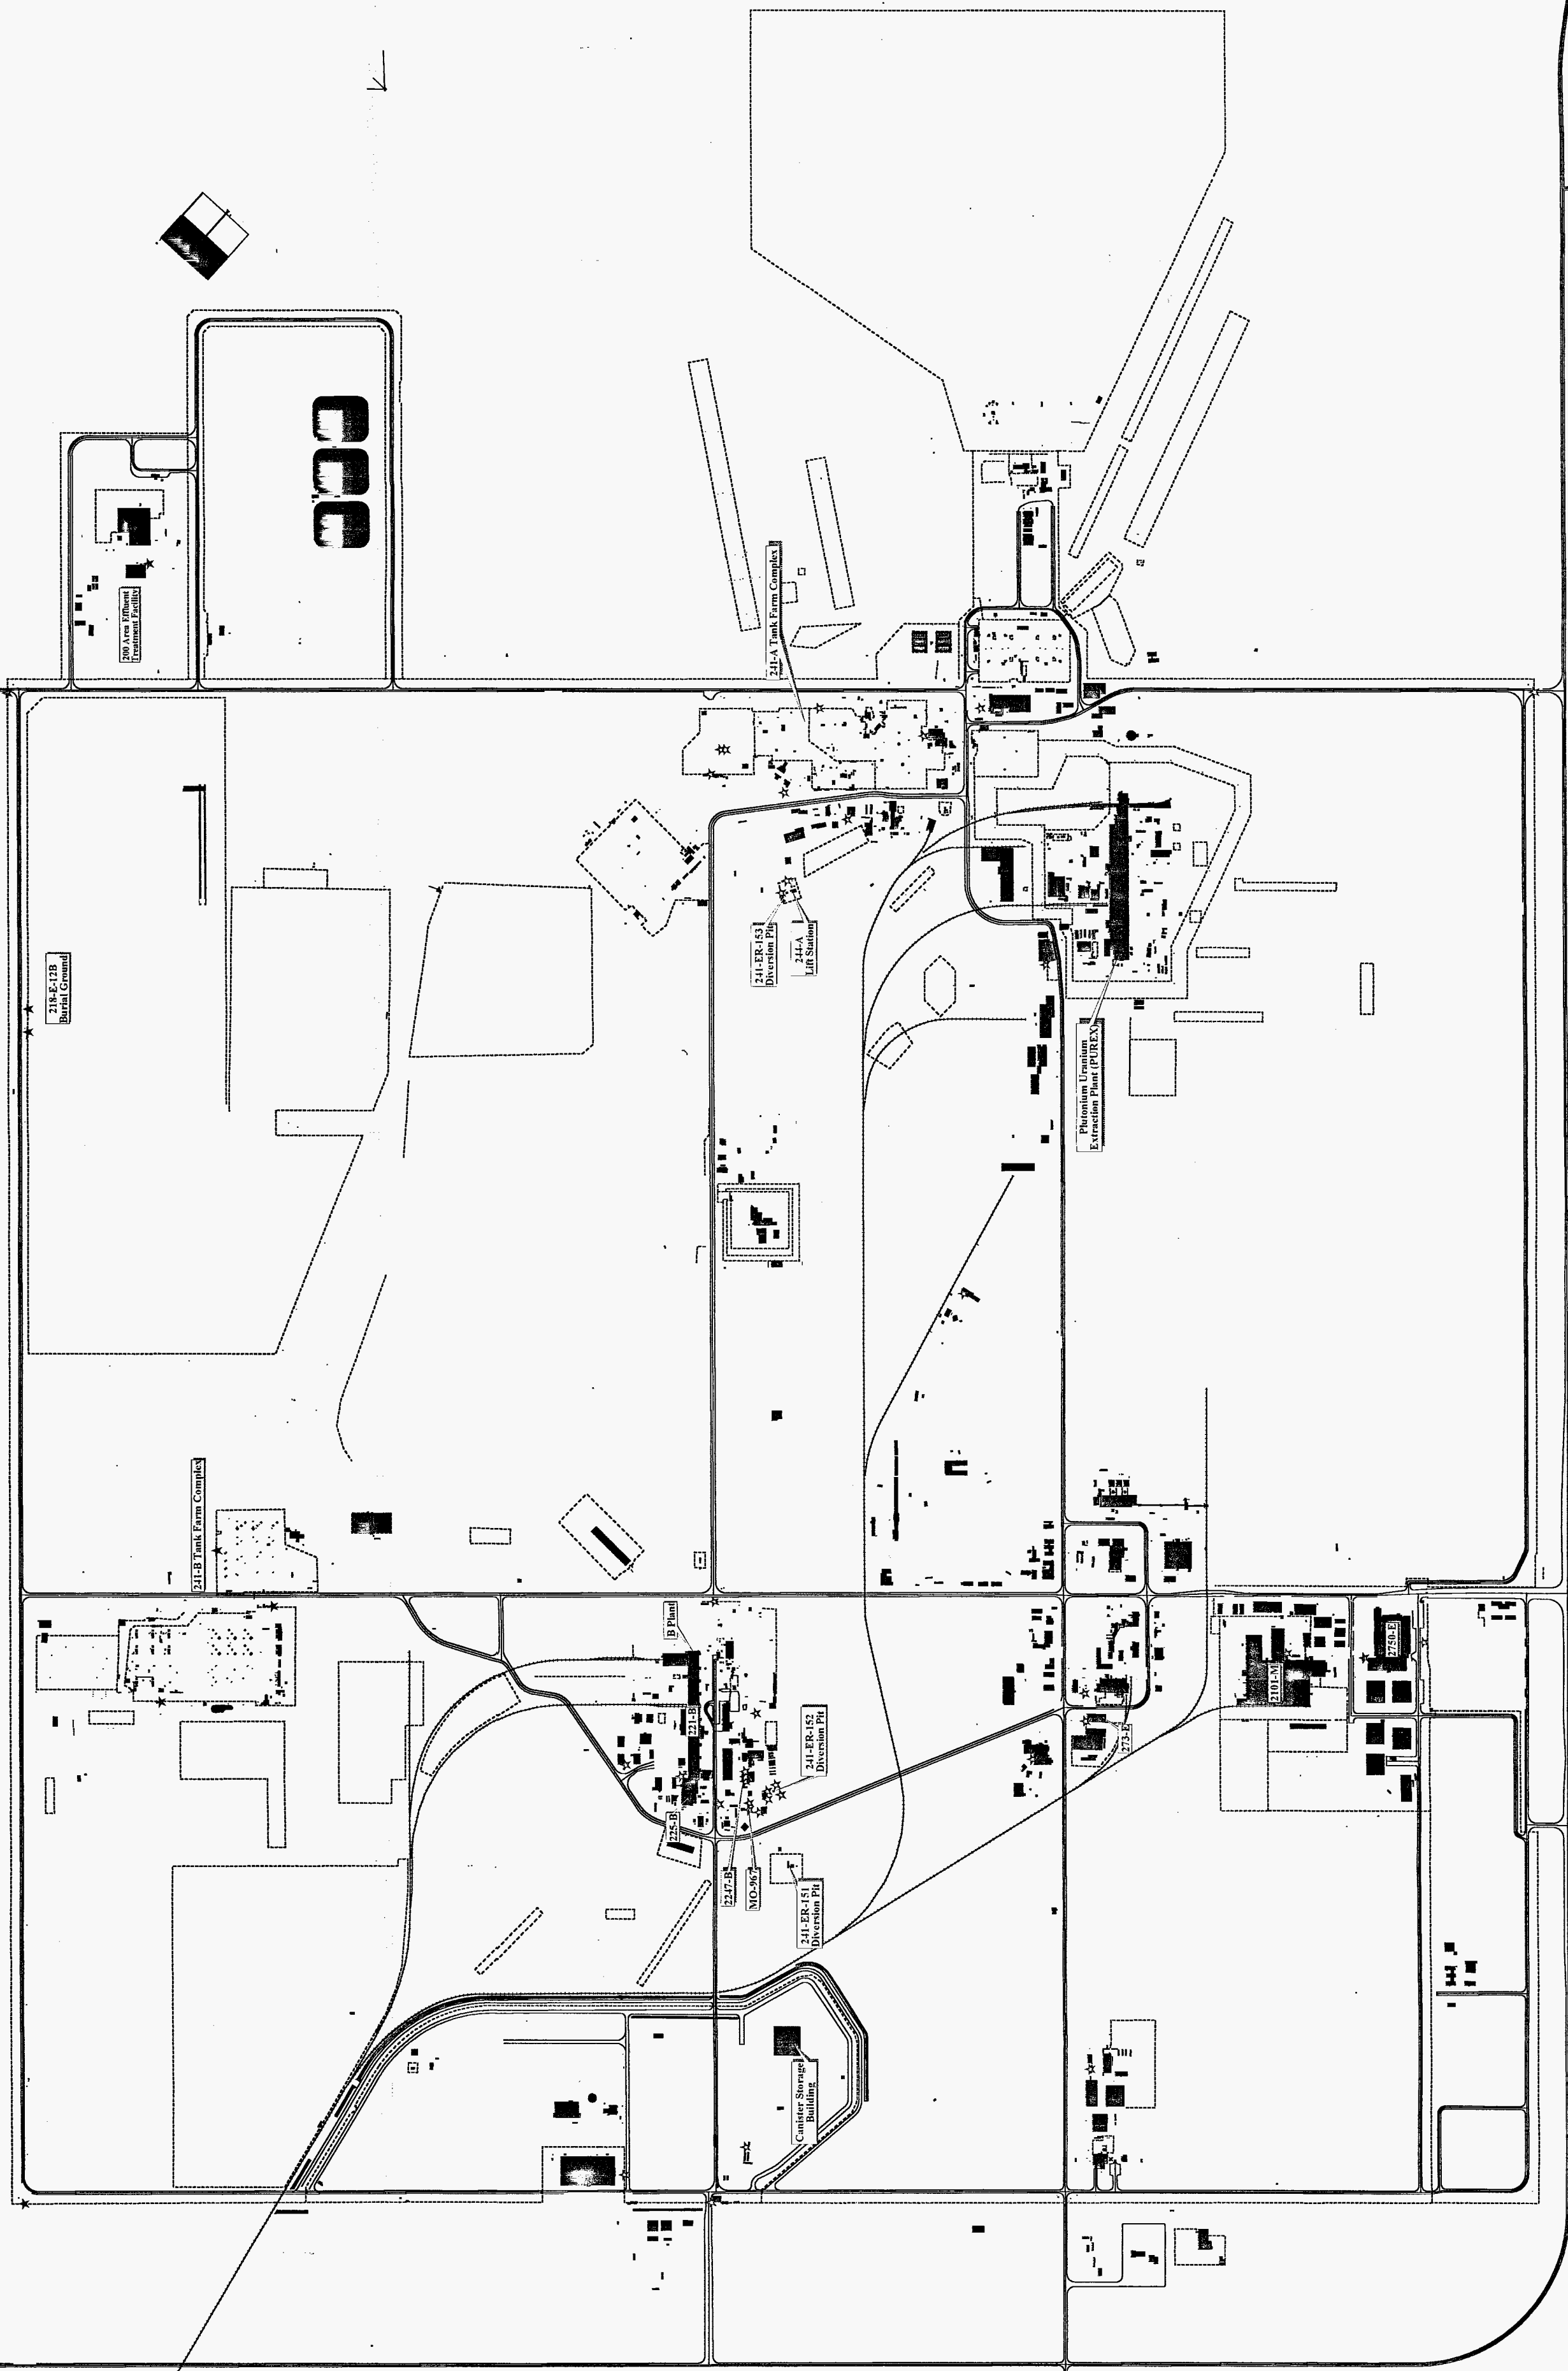 200 Area Effluent
Treatment Facility
241-A Tank Farm Complex
218-E-12B
Burial Ground
241-ER-153
Diversion Pit
244-A
Lift Station
Plutonium Uranium
Extraction Plant (PUREX)
241-B Tank Farm Complex
B Plant
221-B
225-B
241-ER-152
Diversion Pit
2247-B
MO-967
241-ER-151
Diversion Pit
Canister Storage
Building
273-E
2101-M
2750-E